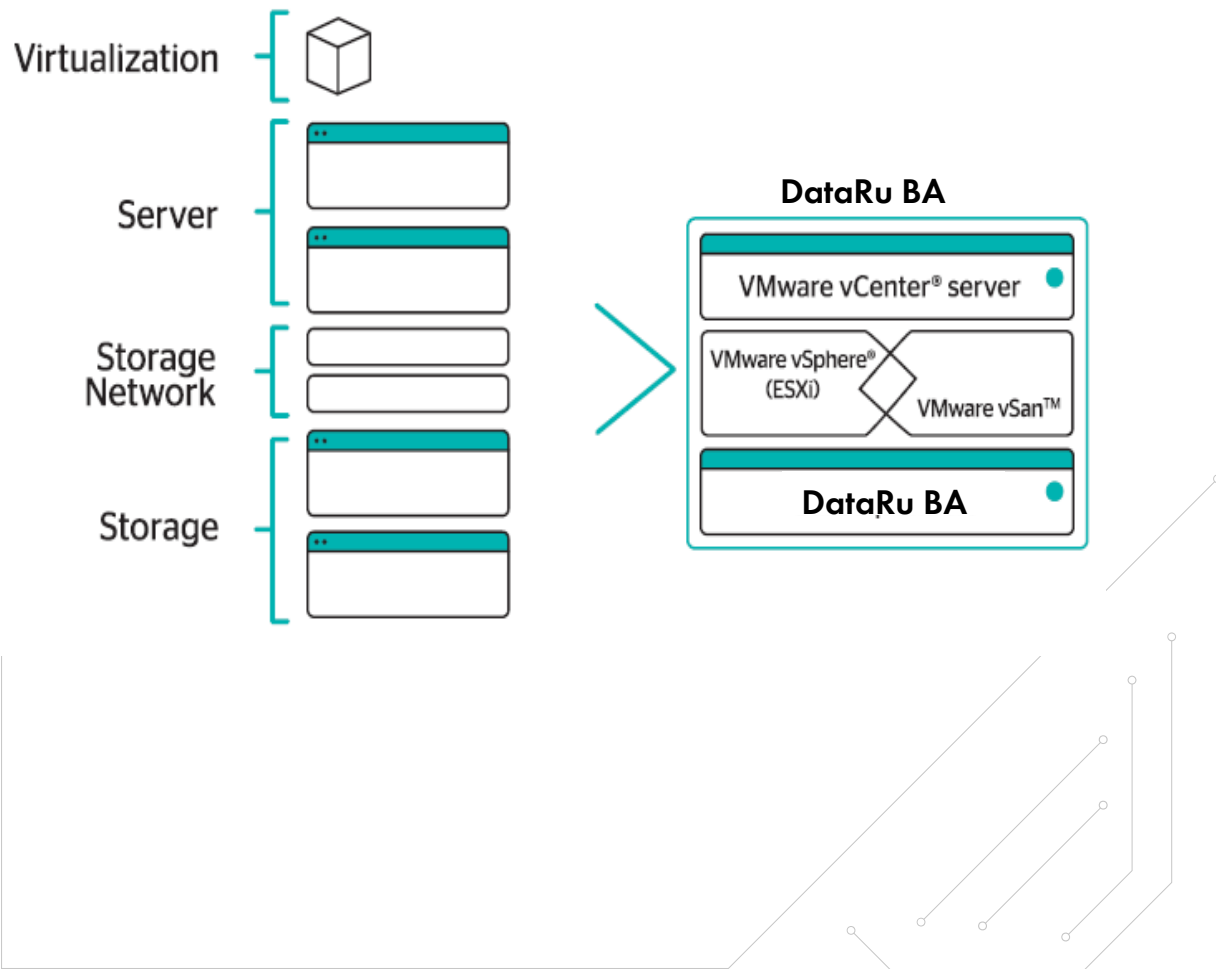 Virtualization
Server
Storage
Network
Storage
DataRu BA
VMware vCenter® server
VMware vSphere®
(ESXi)
VMware vSan™
DataRu BA